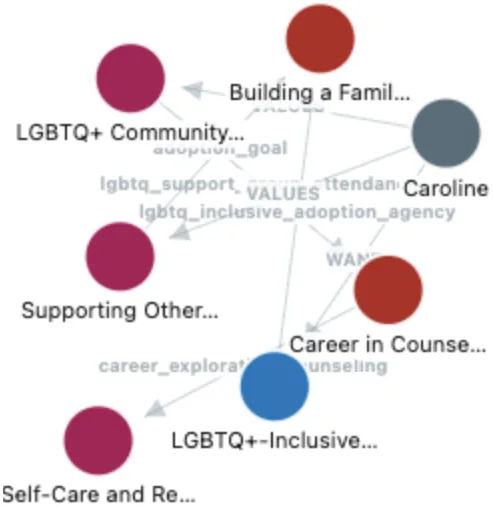 Building a Famil...
LGBTQ+ Community...
adoption_goal
Caroline
VALUES
lgbtq_inclusive_adoption_agency
Supporting Other...
Career in Counse...
LGBTQ+-Inclusive...
Self-Care and Re...